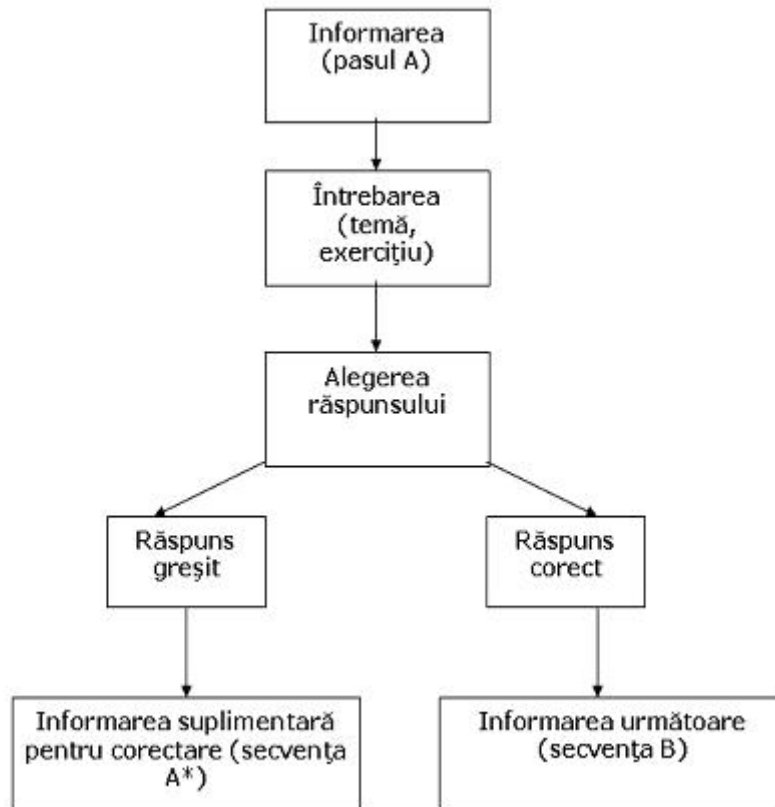 Informarea
(pasul A)
Întrebarea
(temă,
exerciţiu)
Alegerea
răspunsului
Răspuns
greşit
Răspuns
corect
Informarea suplimentară
pentru corectare (secvenţa
A*)
Informarea următoare
(secvenţa B)